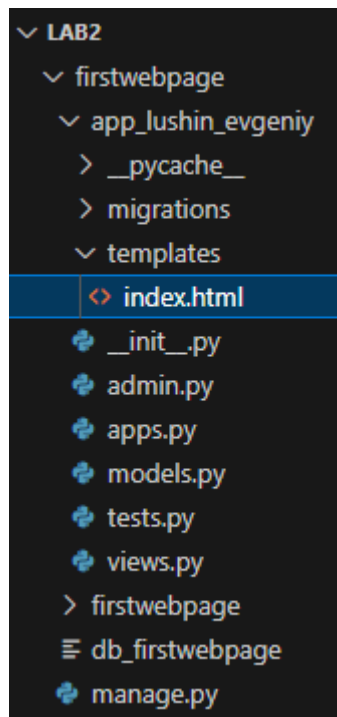 LAB2
firstwebpage
app_lushin_evgeniy
__pycache__
migrations
templates
index.html
__init__.py
admin.py
apps.py
models.py
tests.py
views.py
firstwebpage
db_firstwebpage
manage.py